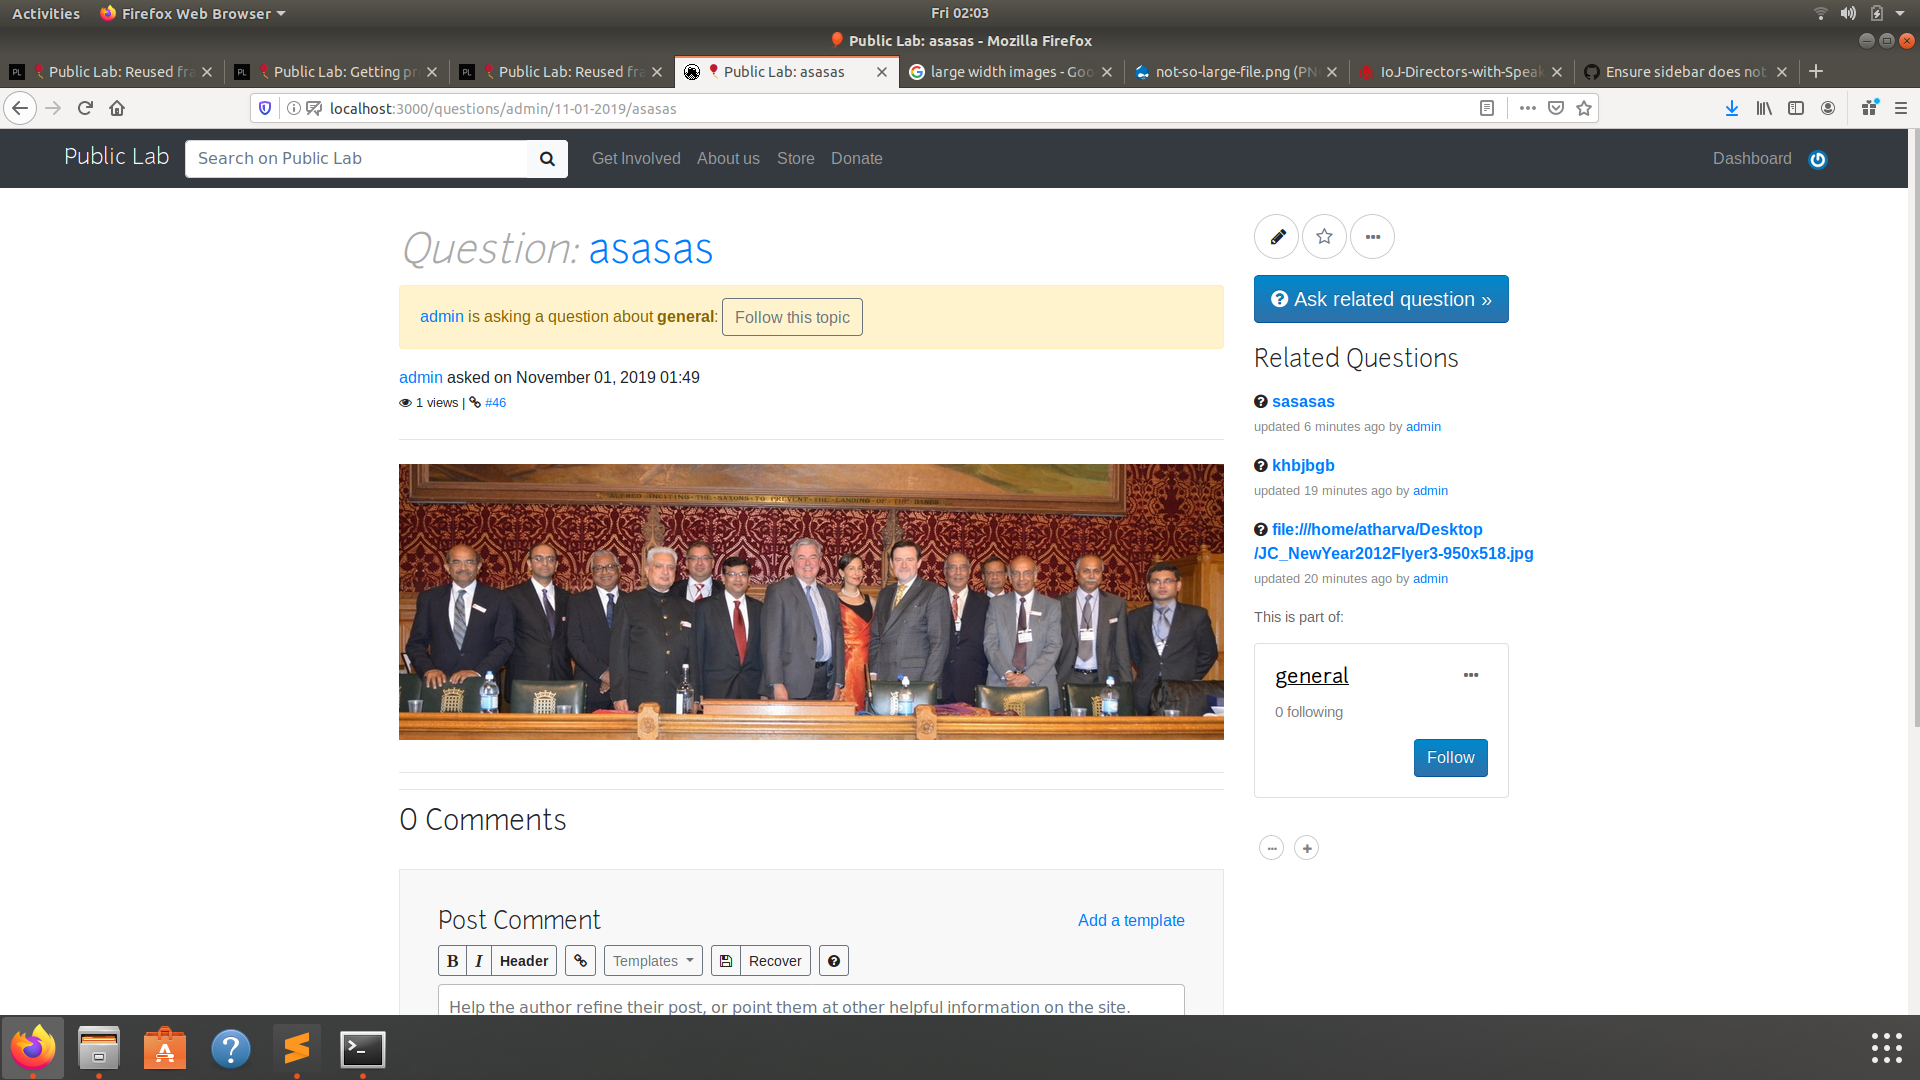 Activities
Firefox Web Browser
Fri 02:03
Public Lab: asasas - Mozilla Firefox
PL Public Lab: Reused fra
PL Public Lab: Getting pr
PL Public Lab: Reused fra
Public Lab: asasas
large width images - Goo
not-so-large-file.png (PN
IoJ-Directors-with-Speak
Ensure sidebar does not
localhost:3000/questions/admin/11-01-2019/asasas
Public Lab
Search on Public Lab
Get Involved
About us
Store
Donate
Dashboard
Question: asasas
admin is asking a question about general: Follow this topic
admin asked on November 01, 2019 01:49
1 views | #46
ALFRED INCITING THE SAXONS TO PREVENT THE LANDING OF THE DANES
0 Comments
Post Comment
Add a template
B I Header
Templates
Recover
Help the author refine their post, or point them at other helpful information on the site.
Ask related question »
Related Questions
sasasas
updated 6 minutes ago by admin
khbjbgb
updated 19 minutes ago by admin
file:///home/atharva/Desktop
/JC_NewYear2012Flyer3-950x518.jpg
updated 20 minutes ago by admin
This is part of:
general
0 following
Follow